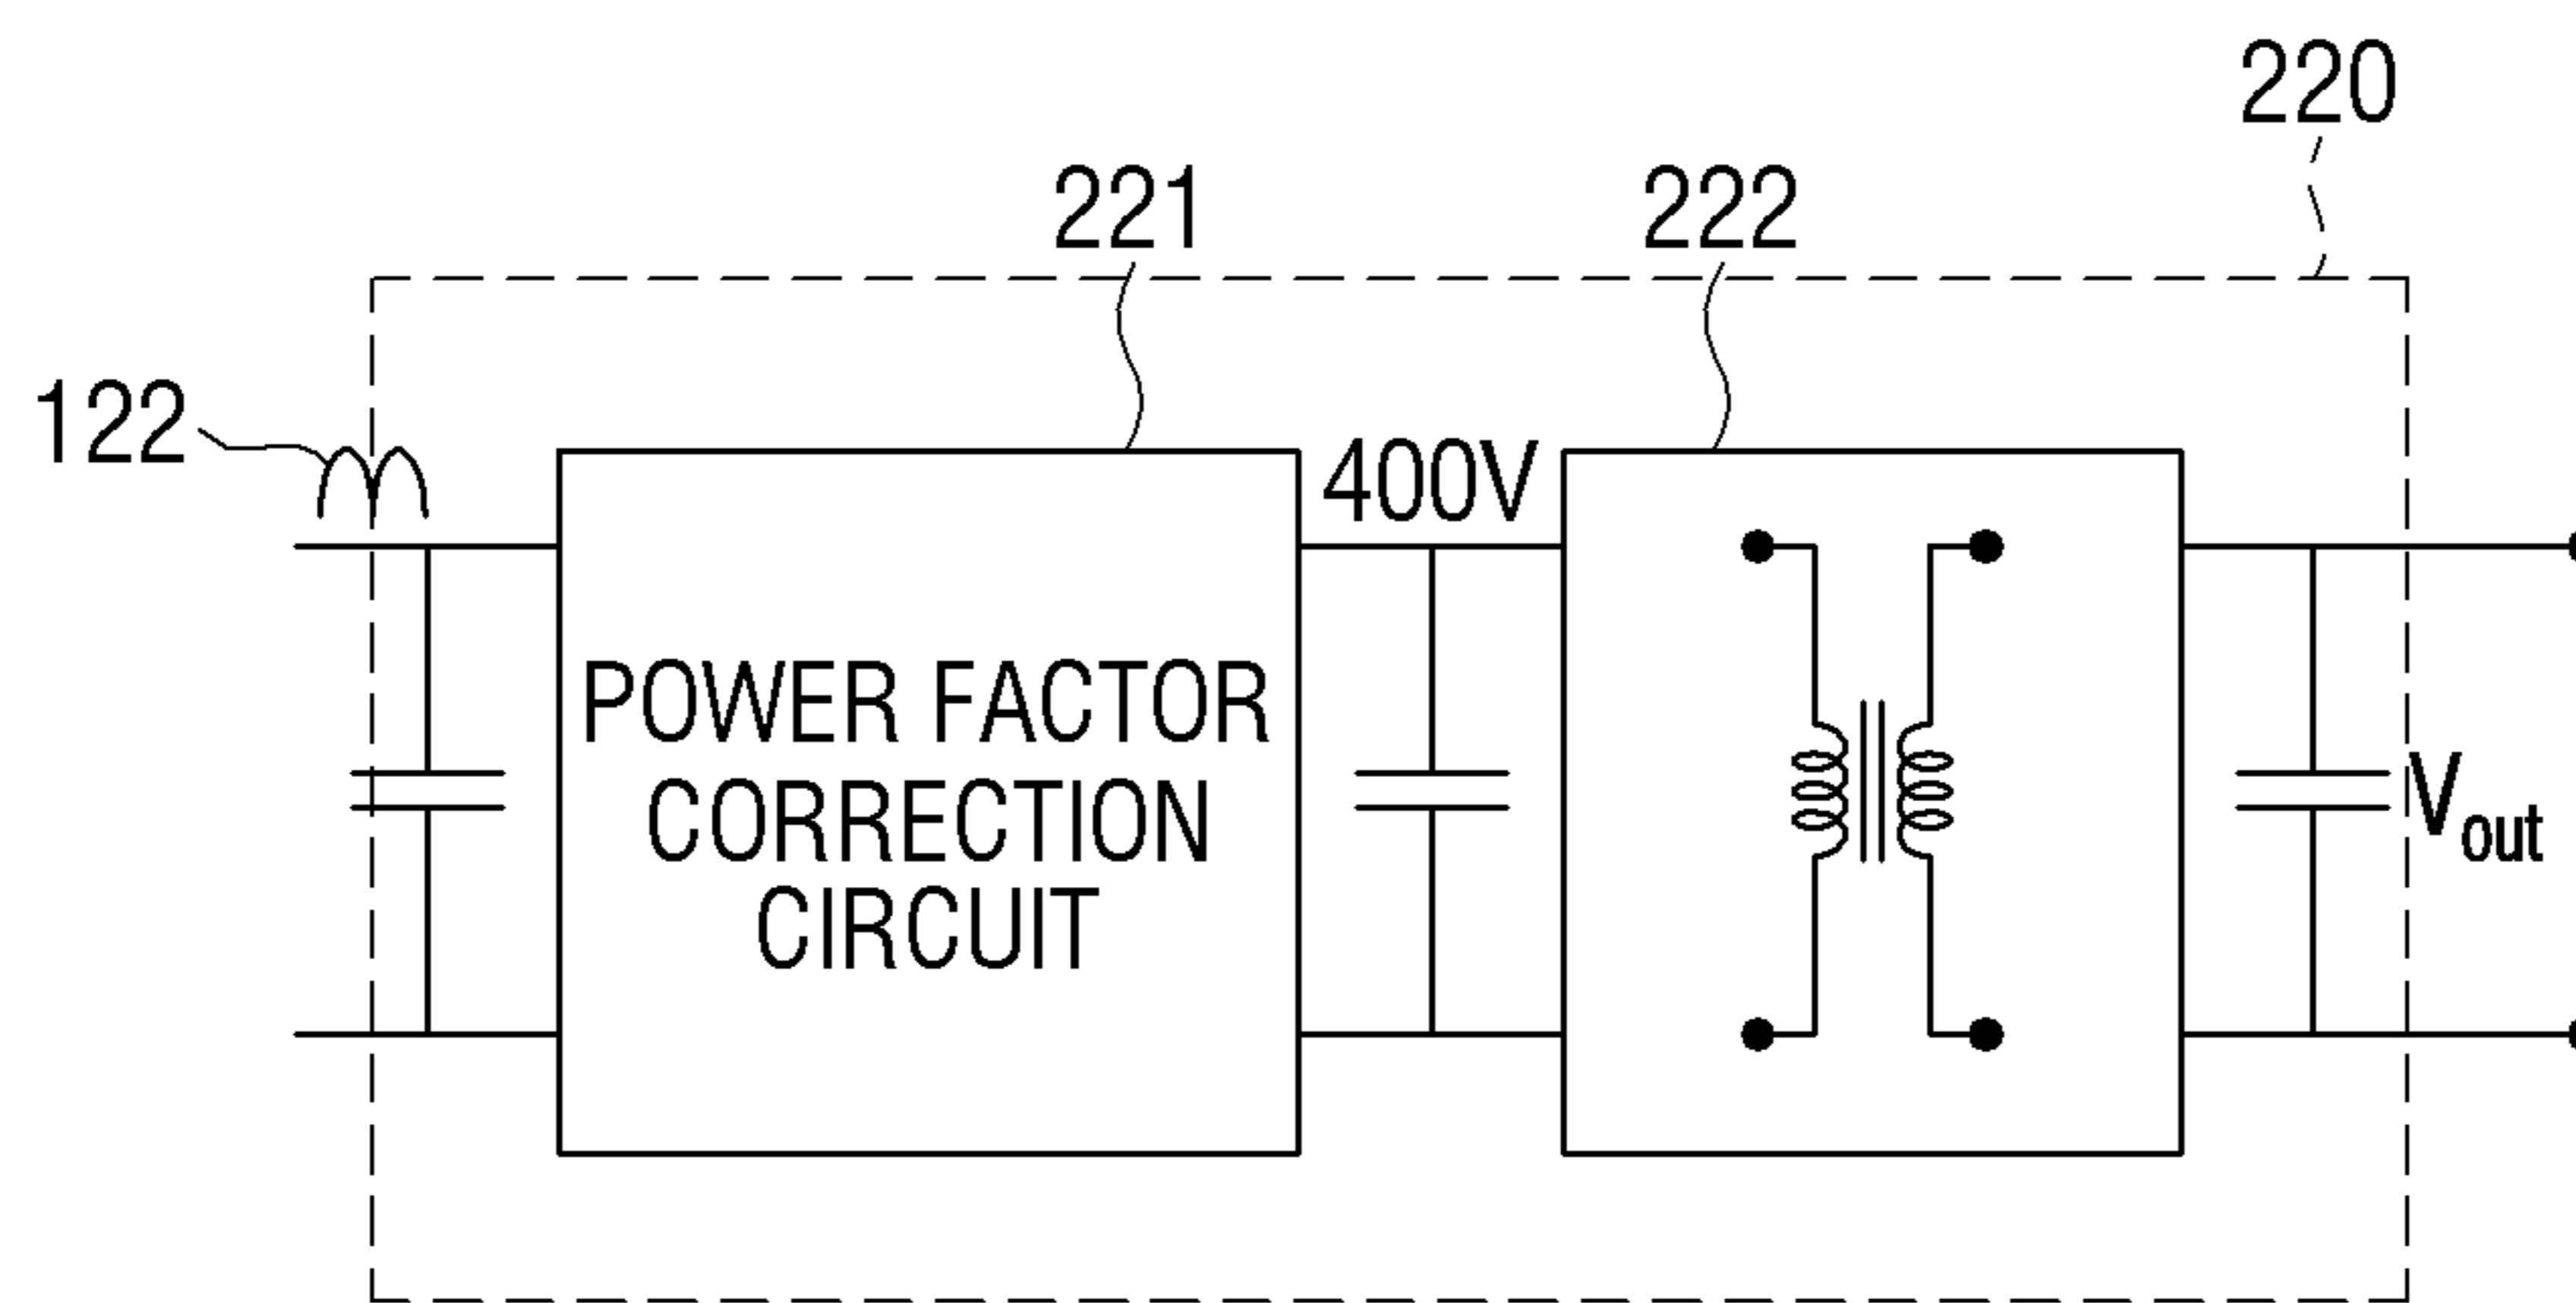 220
221
222
122
400V
POWER FACTOR
CORRECTION
CIRCUIT
Vout